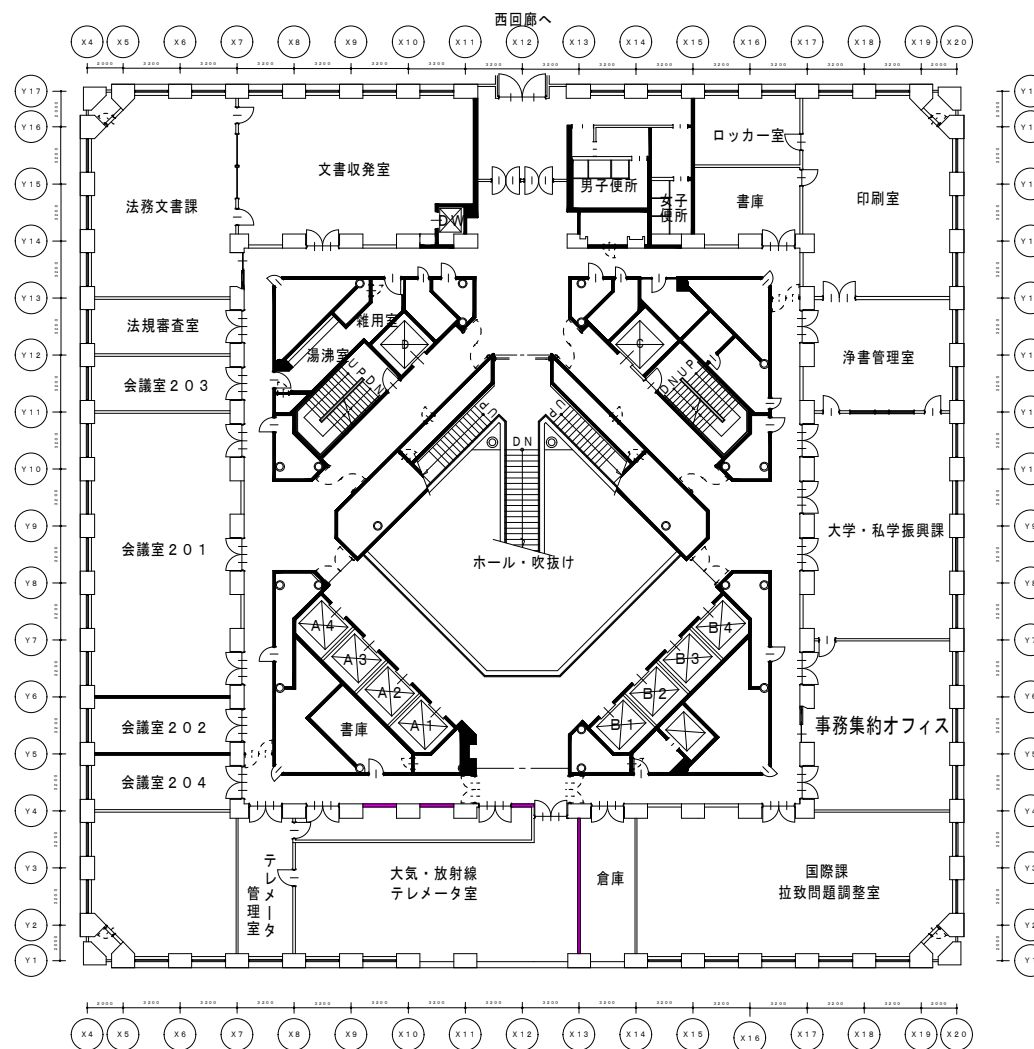 西回廊へ
X4 X5 X6 X7 X8 X9 X10 X11 X12 X13 X14 X15 X16 X17 X18 X19 X20
Y17
Y16
Y15
Y14
Y13
Y12
Y11
Y10
Y9
Y8
Y7
Y6
Y5
Y4
Y3
Y2
Y1
ロッカー室
文書収発室
男子便所
女子
便所
書庫
印刷室
法務文書課
DW
法規審査室
雑用室
湯沸室
D
C
UP
DN
DN
UP
浄書管理室
会議室203
UP
UP
DN
会議室201
大学・私学振興課
ホール・吹抜け
A4
A3
A2
A1
B4
B3
B2
B1
書庫
会議室202
事務集約オフィス
会議室204
テレメータ
管理室
大気・放射線
テレメータ室
倉庫
国際課
拉致問題調整室
X4 X5 X6 X7 X8 X9 X10 X11 X12 X13 X14 X15 X16 X17 X18 X19 X20